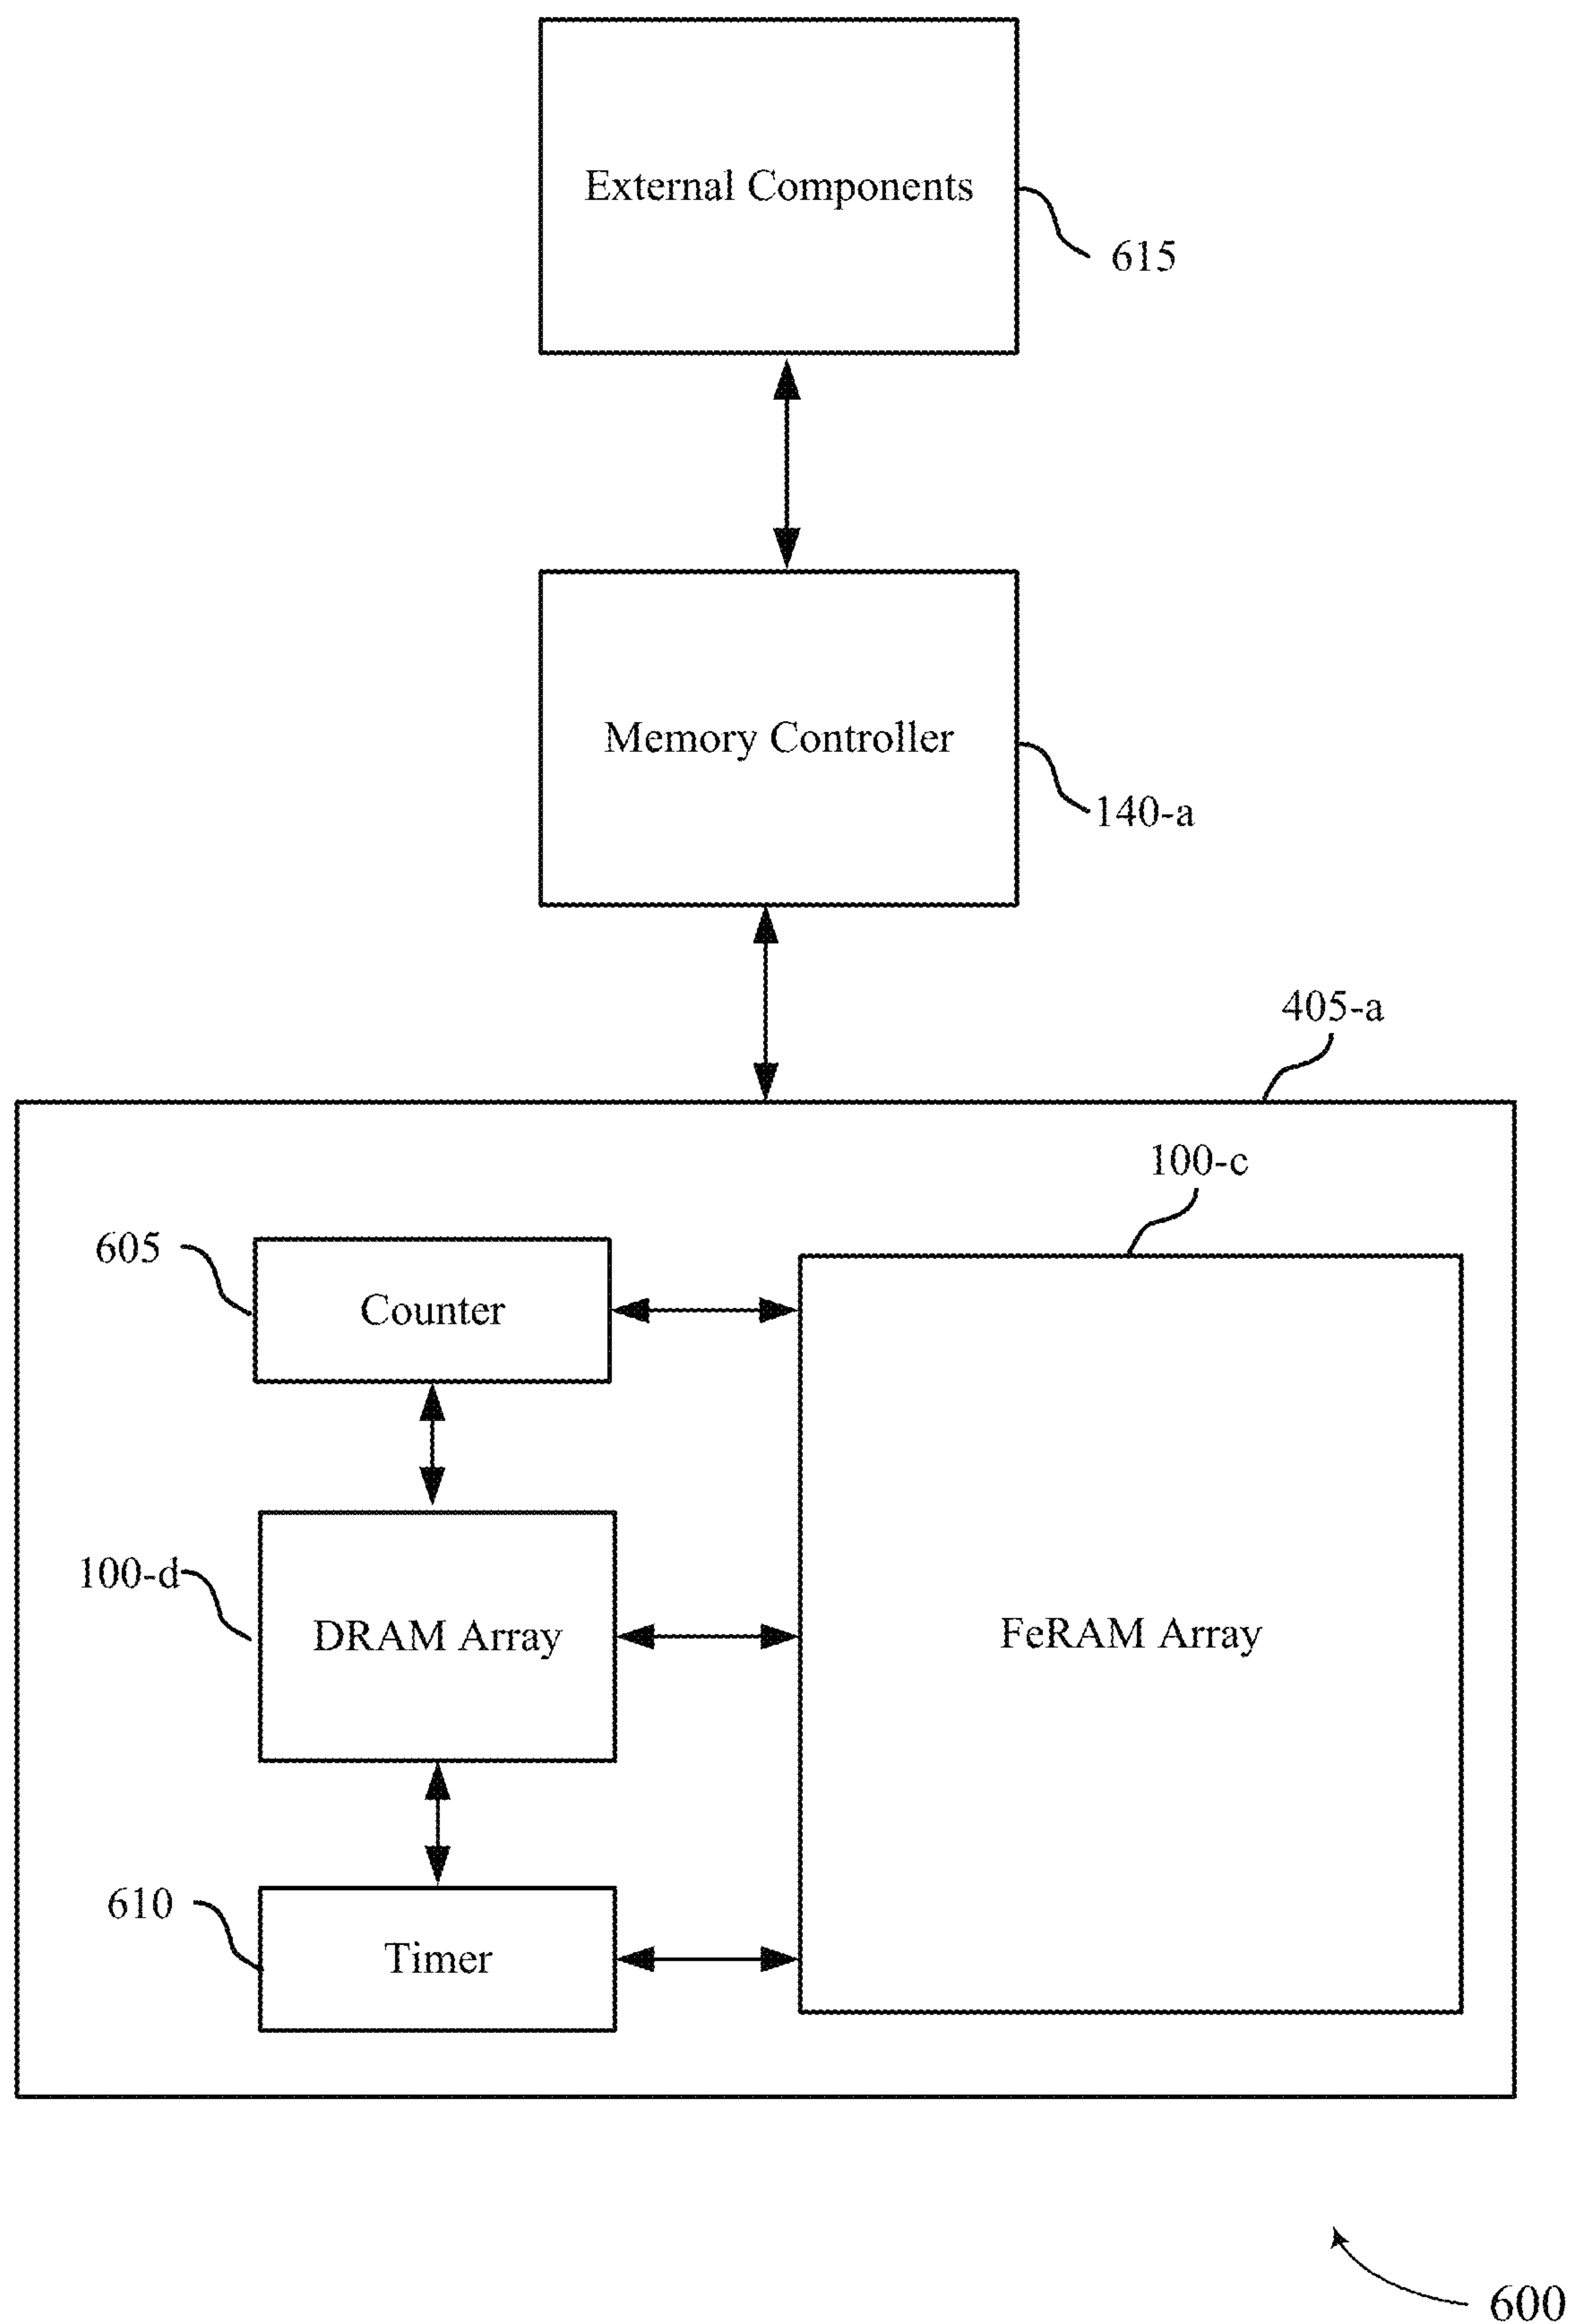 External Components
615
Memory Controller
140-a
405-a
100-c
605
Counter
100-d
DRAM Array
FeRAM Array
610
Timer
600